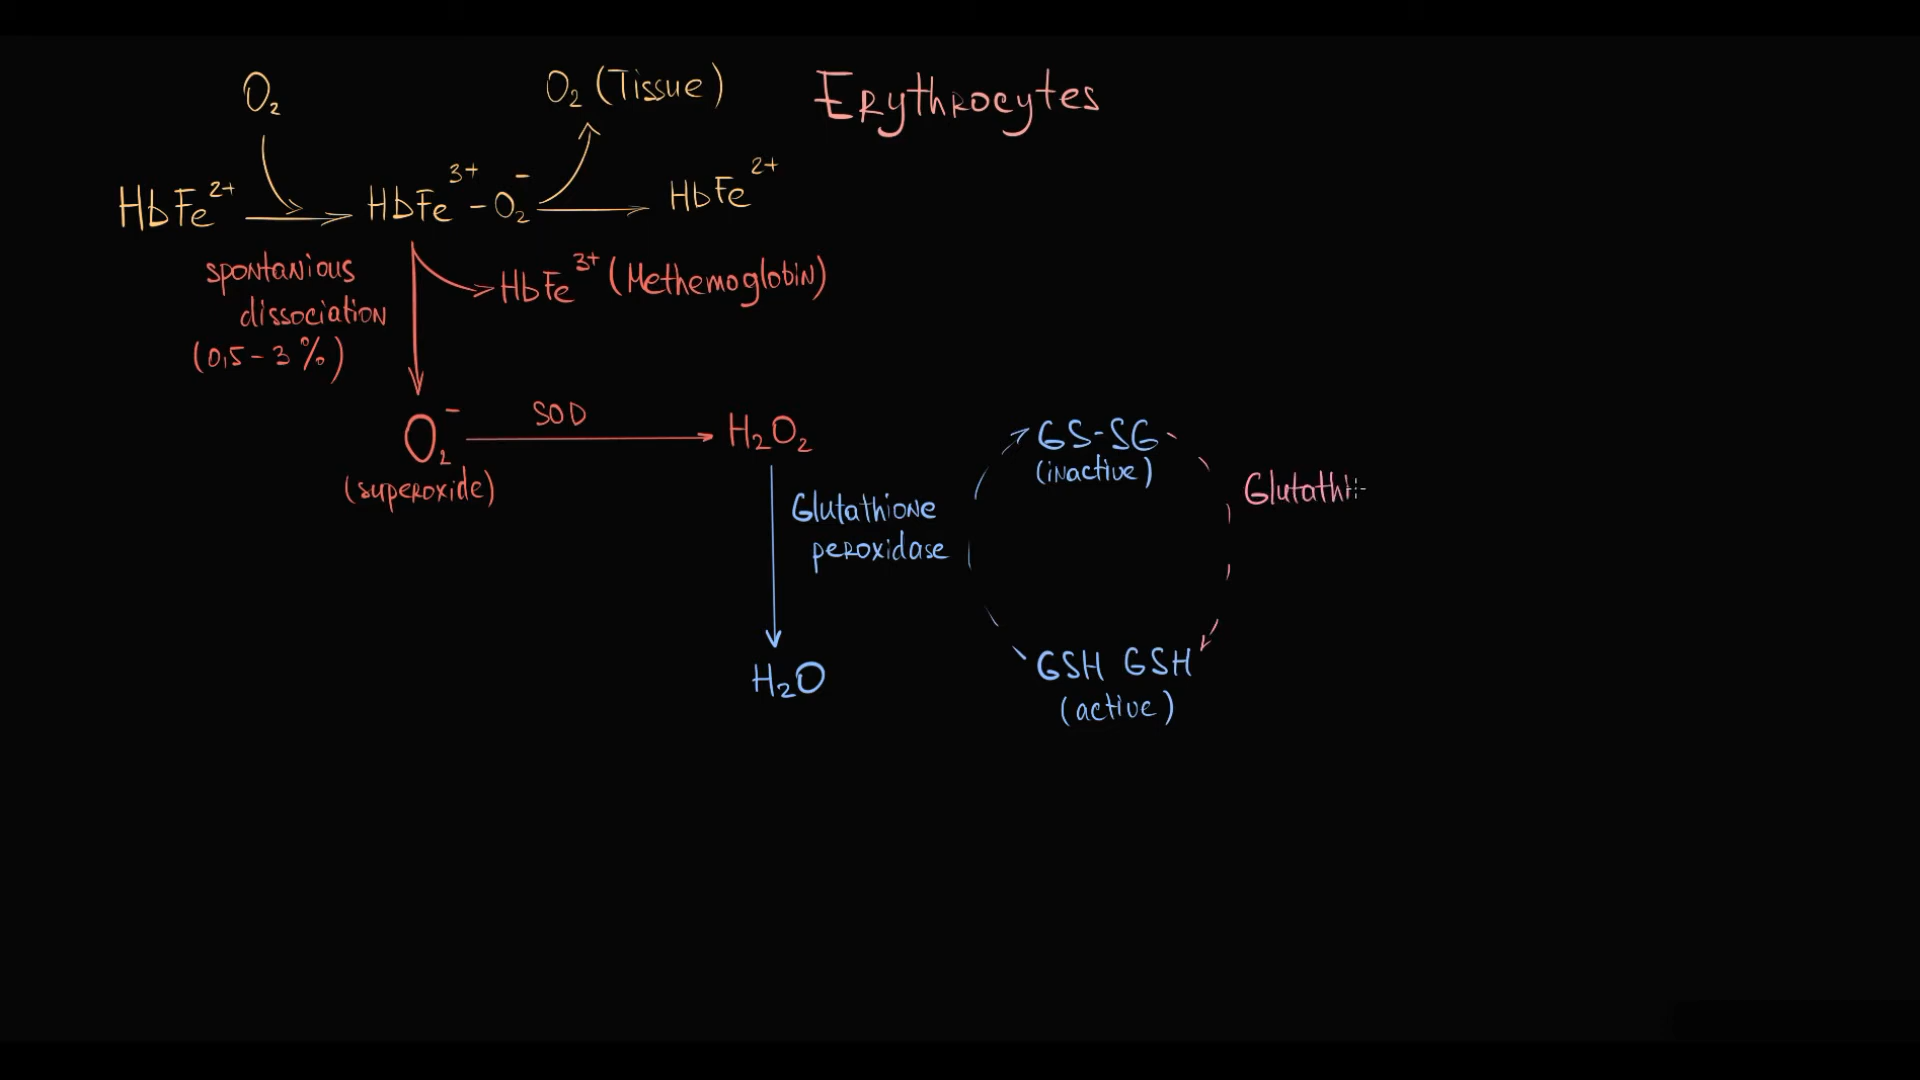 O₂
O₂ (Tissue)
Erythrocytes
HbFe²⁺
HbFe³⁺-O₂⁻
HbFe²⁺
spontanious
dissociation
(0,5-3%)
HbFe³⁺ (Methemoglobin)
O₂⁻
(superoxide)
SOD
H₂O₂
Glutathione
peroxidase
H₂O
GS-SG
(inactive)
GSH GSH
(active)